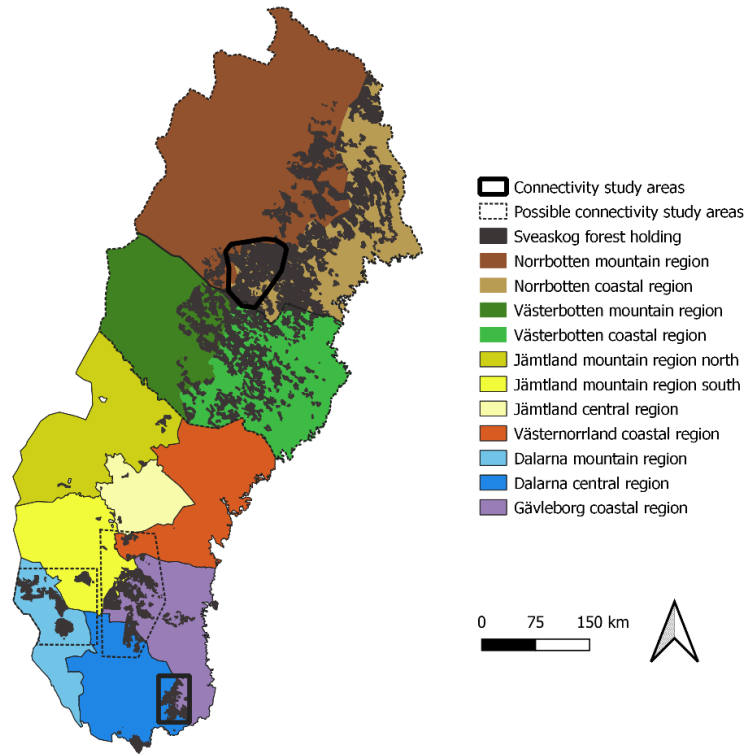 Connectivity study areas
Possible connectivity study areas
Sveaskog forest holding
Norrbotten mountain region
Norrbotten coastal region
Västerbotten mountain region
Västerbotten coastal region
Jämtland mountain region north
Jämtland mountain region south
Jämtland central region
Västernorrland coastal region
Dalarna mountain region
Dalarna central region
Gävleborg coastal region
0 75 150 km